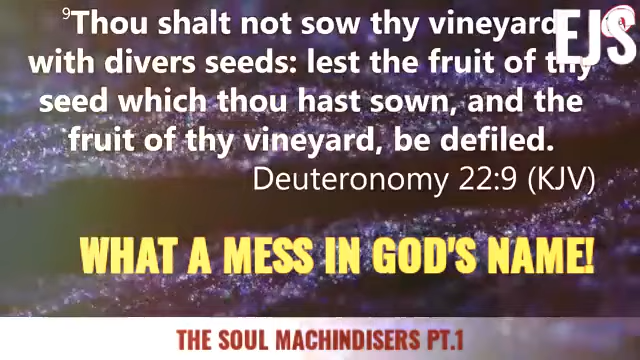 ⁹Thou shalt not sow thy vineyard
with divers seeds: lest the fruit of thy
seed which thou hast sown, and the
fruit of thy vineyard, be defiled.
Deuteronomy 22:9 (KJV)
EJS
WHAT A MESS IN GOD'S NAME!
THE SOUL MACHINDISERS PT.1